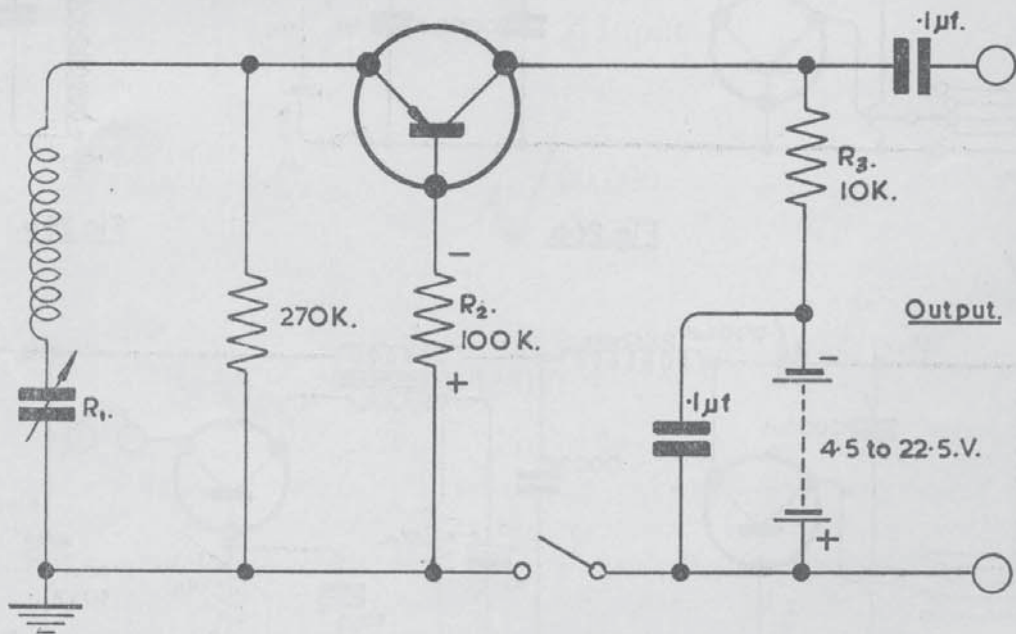 ·1µf.
R₃.
10K.
270K.
R₂.
100K.
−
+
Output.
R₁.
·1µf
−
4·5 to 22·5.V.
+